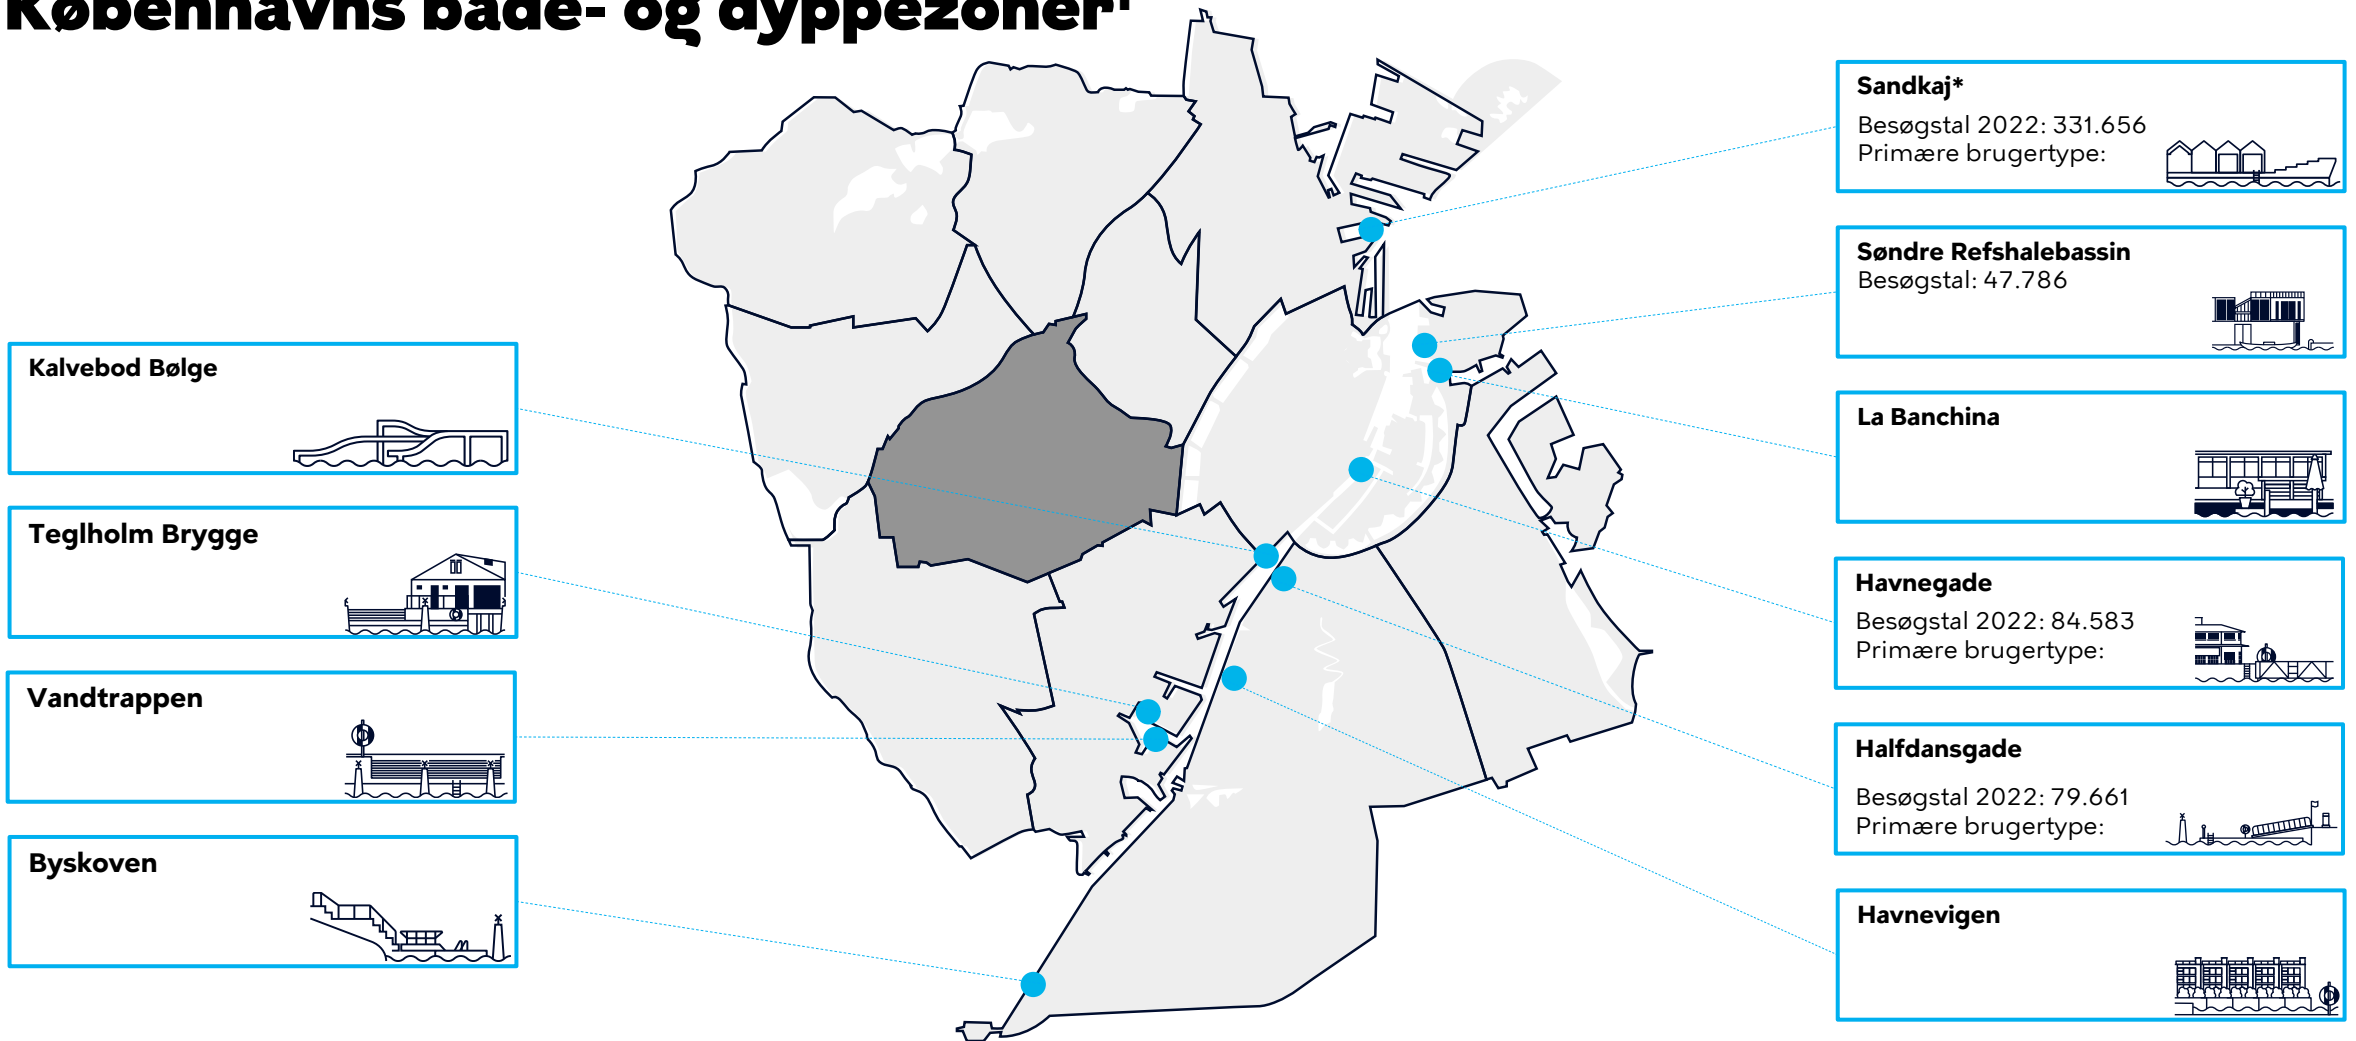 Københavns bade- og dyppezoner¹
Kalvebod Bølge
Teglholm Brygge
Vandtrappen
Byskoven
Sandkaj*
Besøgstal 2022: 331.656
Primære brugertype:
Søndre Refshalebassin
Besøgstal: 47.786
La Banchina
Havnegade
Besøgstal 2022: 84.583
Primære brugertype:
Halfdansgade
Besøgstal 2022: 79.661
Primære brugertype:
Havnevigen